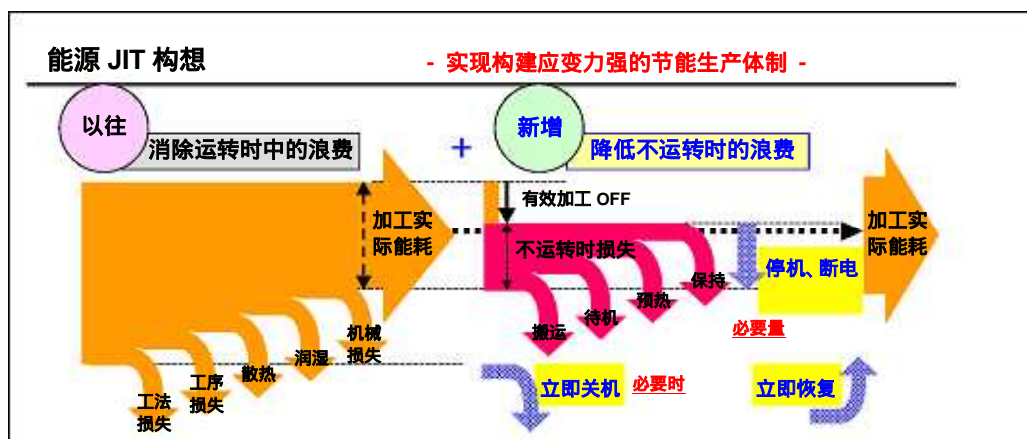 能源 JIT 构想
- 实现构建应变力强的节能生产体制 -
以往
消除运转时中的浪费
+
新增
降低不运转时的浪费
有效加工 OFF
加工实
际能耗
不运转时损失
加工实
际能耗
停机、断电
保持
预热
待机
搬运
必要量
机械
损失
润湿
散热
工序
损失
工法
损失
立即关机
必要时
立即恢复